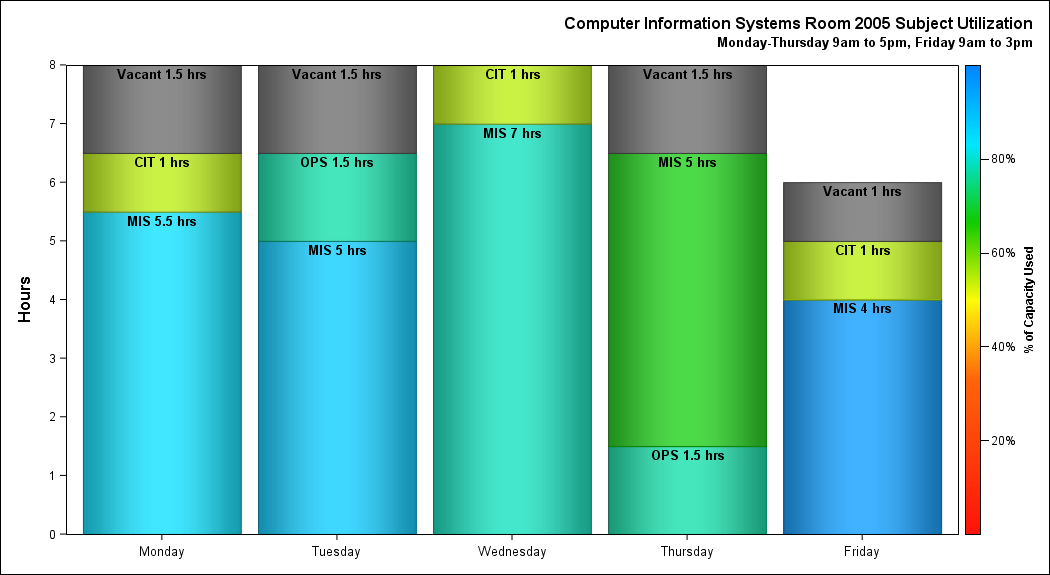 Computer Information Systems Room 2005 Subject Utilization
Monday-Thursday 9am to 5pm, Friday 9am to 3pm
8
7
6
5
4
3
2
1
0
Hours
Vacant 1.5 hrs
CIT 1 hrs
MIS 5.5 hrs
Vacant 1.5 hrs
OPS 1.5 hrs
MIS 5 hrs
CIT 1 hrs
MIS 7 hrs
Vacant 1.5 hrs
MIS 5 hrs
OPS 1.5 hrs
Vacant 1 hrs
CIT 1 hrs
MIS 4 hrs
Monday
Tuesday
Wednesday
Thursday
Friday
80%
60%
40%
20%
% of Capacity Used